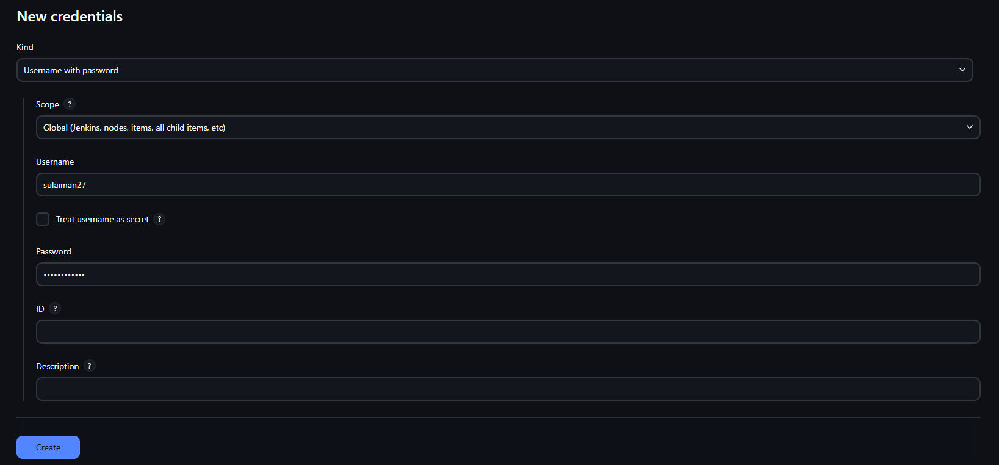 New credentials
Kind
Username with password
Scope ?
Global (Jenkins, nodes, items, all child items, etc)
Username
sulaiman27
Treat username as secret ?
Password
••••••••••••
ID ?
Description ?
Create